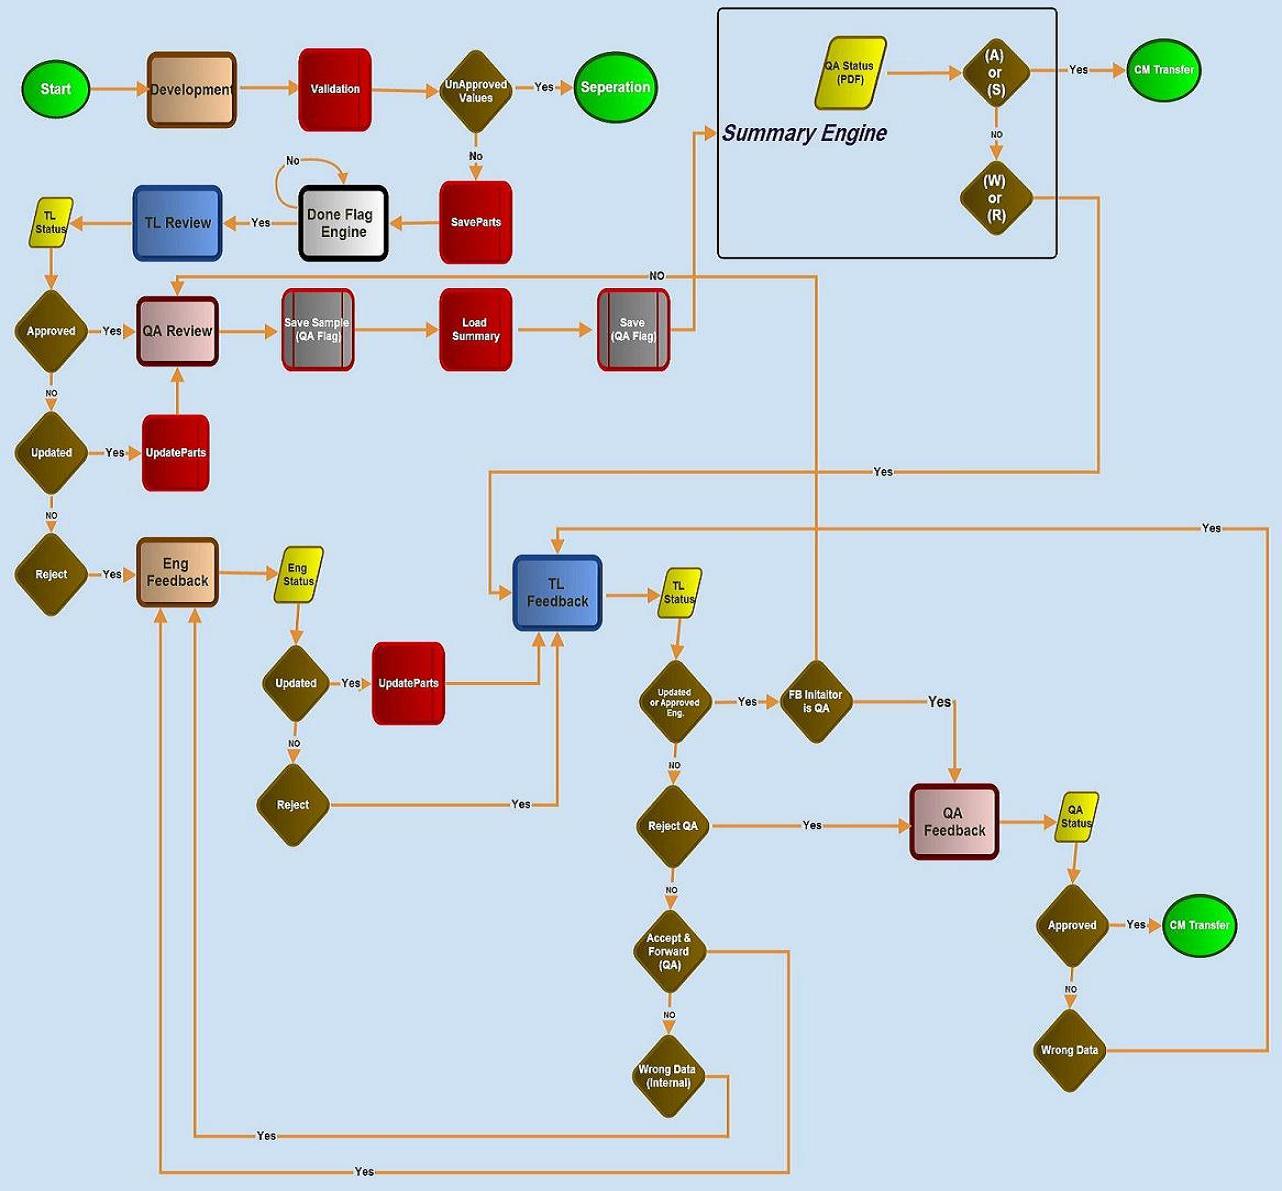 Start
Development
Validation
UnApproved
Values
Yes
Seperation
No
QA Status
(PDF)
(A)
or
(S)
Yes
CM Transfer
NO
(W)
or
(R)
Summary Engine
TL
Status
TL Review
Yes
No
Done Flag
Engine
SaveParts
NO
Approved
Yes
QA Review
Save Sample
(QA Flag)
Load
Summary
Save
(QA Flag)
NO
Updated
Yes
UpdateParts
Yes
NO
Reject
Yes
Eng
Feedback
Eng
Status
TL
Feedback
TL
Status
Yes
Updated
Yes
UpdateParts
Updated
or Approved
Eng.
Yes
FB Initaitor
is QA
Yes
NO
Reject
Yes
NO
Reject QA
Yes
QA
Feedback
QA
Status
NO
Accept &
Forward
(QA)
Approved
Yes
CM Transfer
NO
NO
Wrong Data
(Internal)
Wrong Data
Yes
Yes